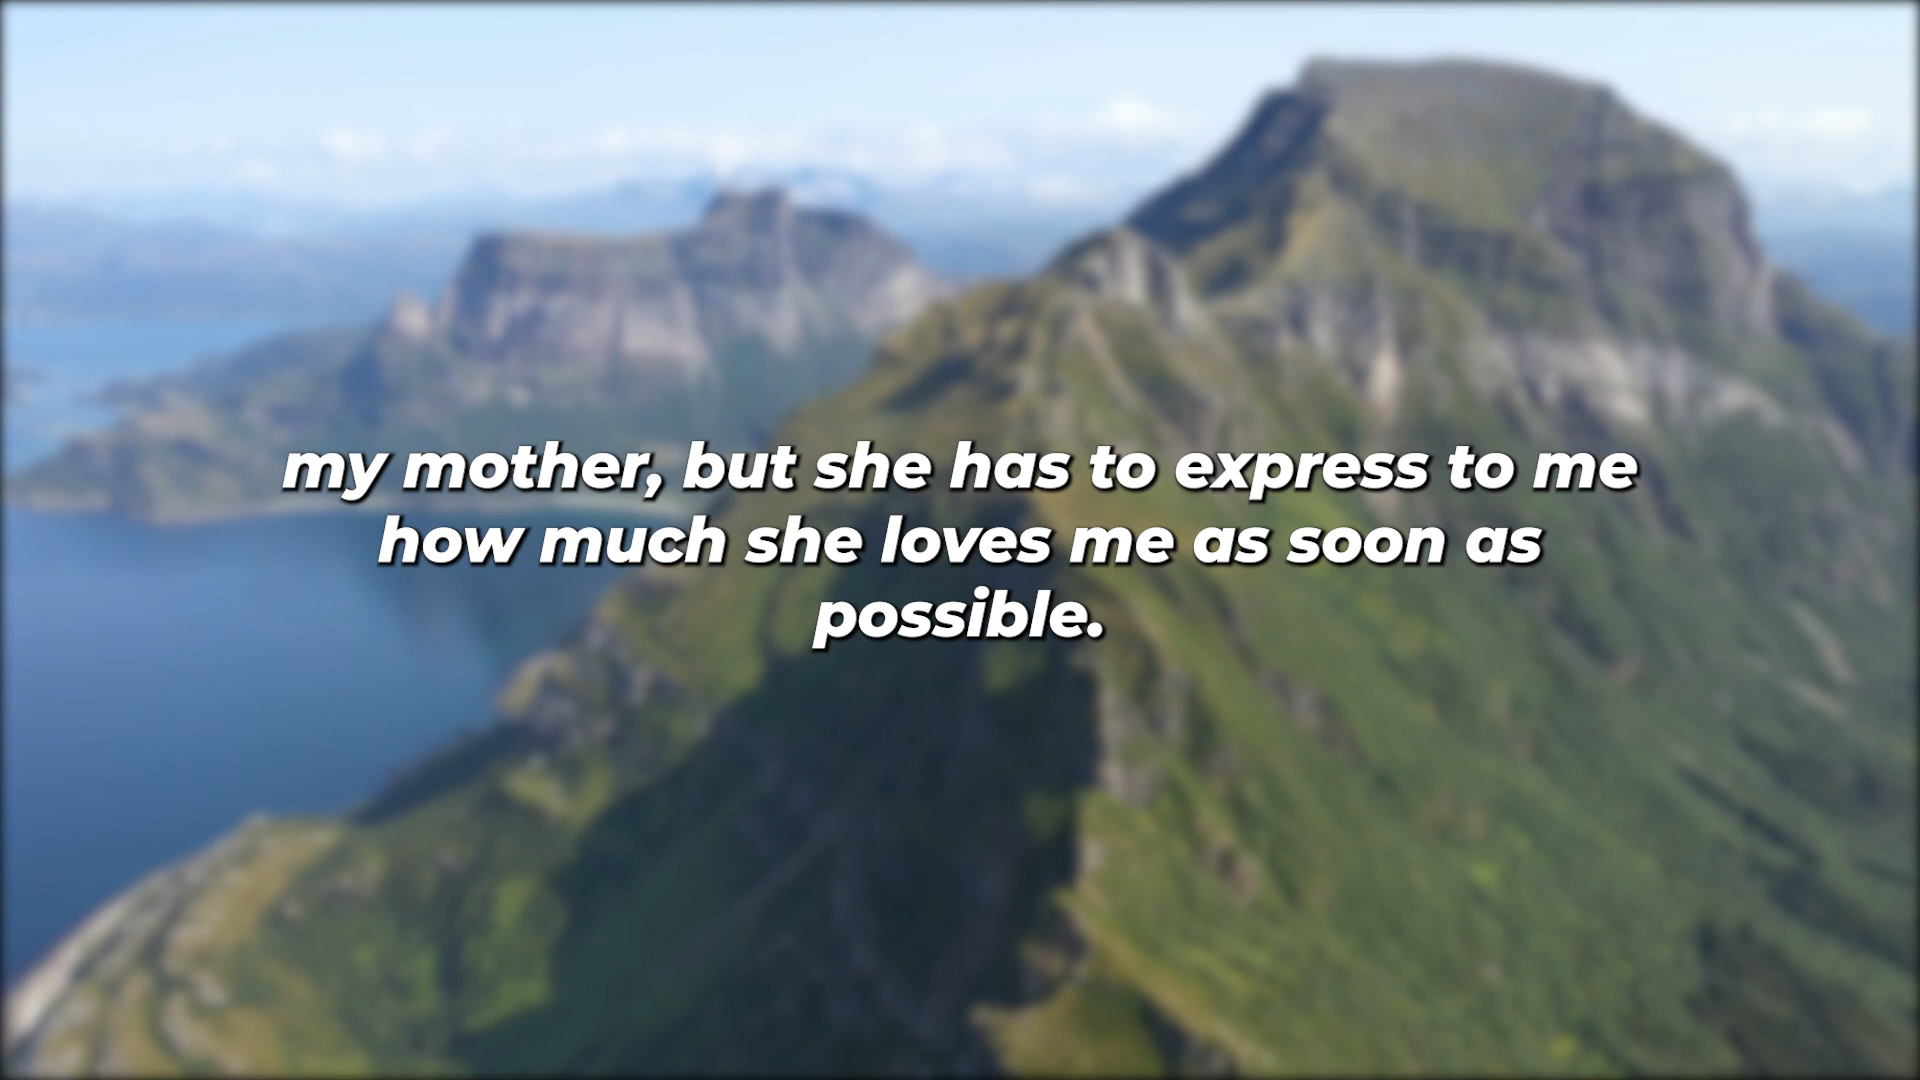 my mother, but she has to express to me
how much she loves me as soon as
possible.